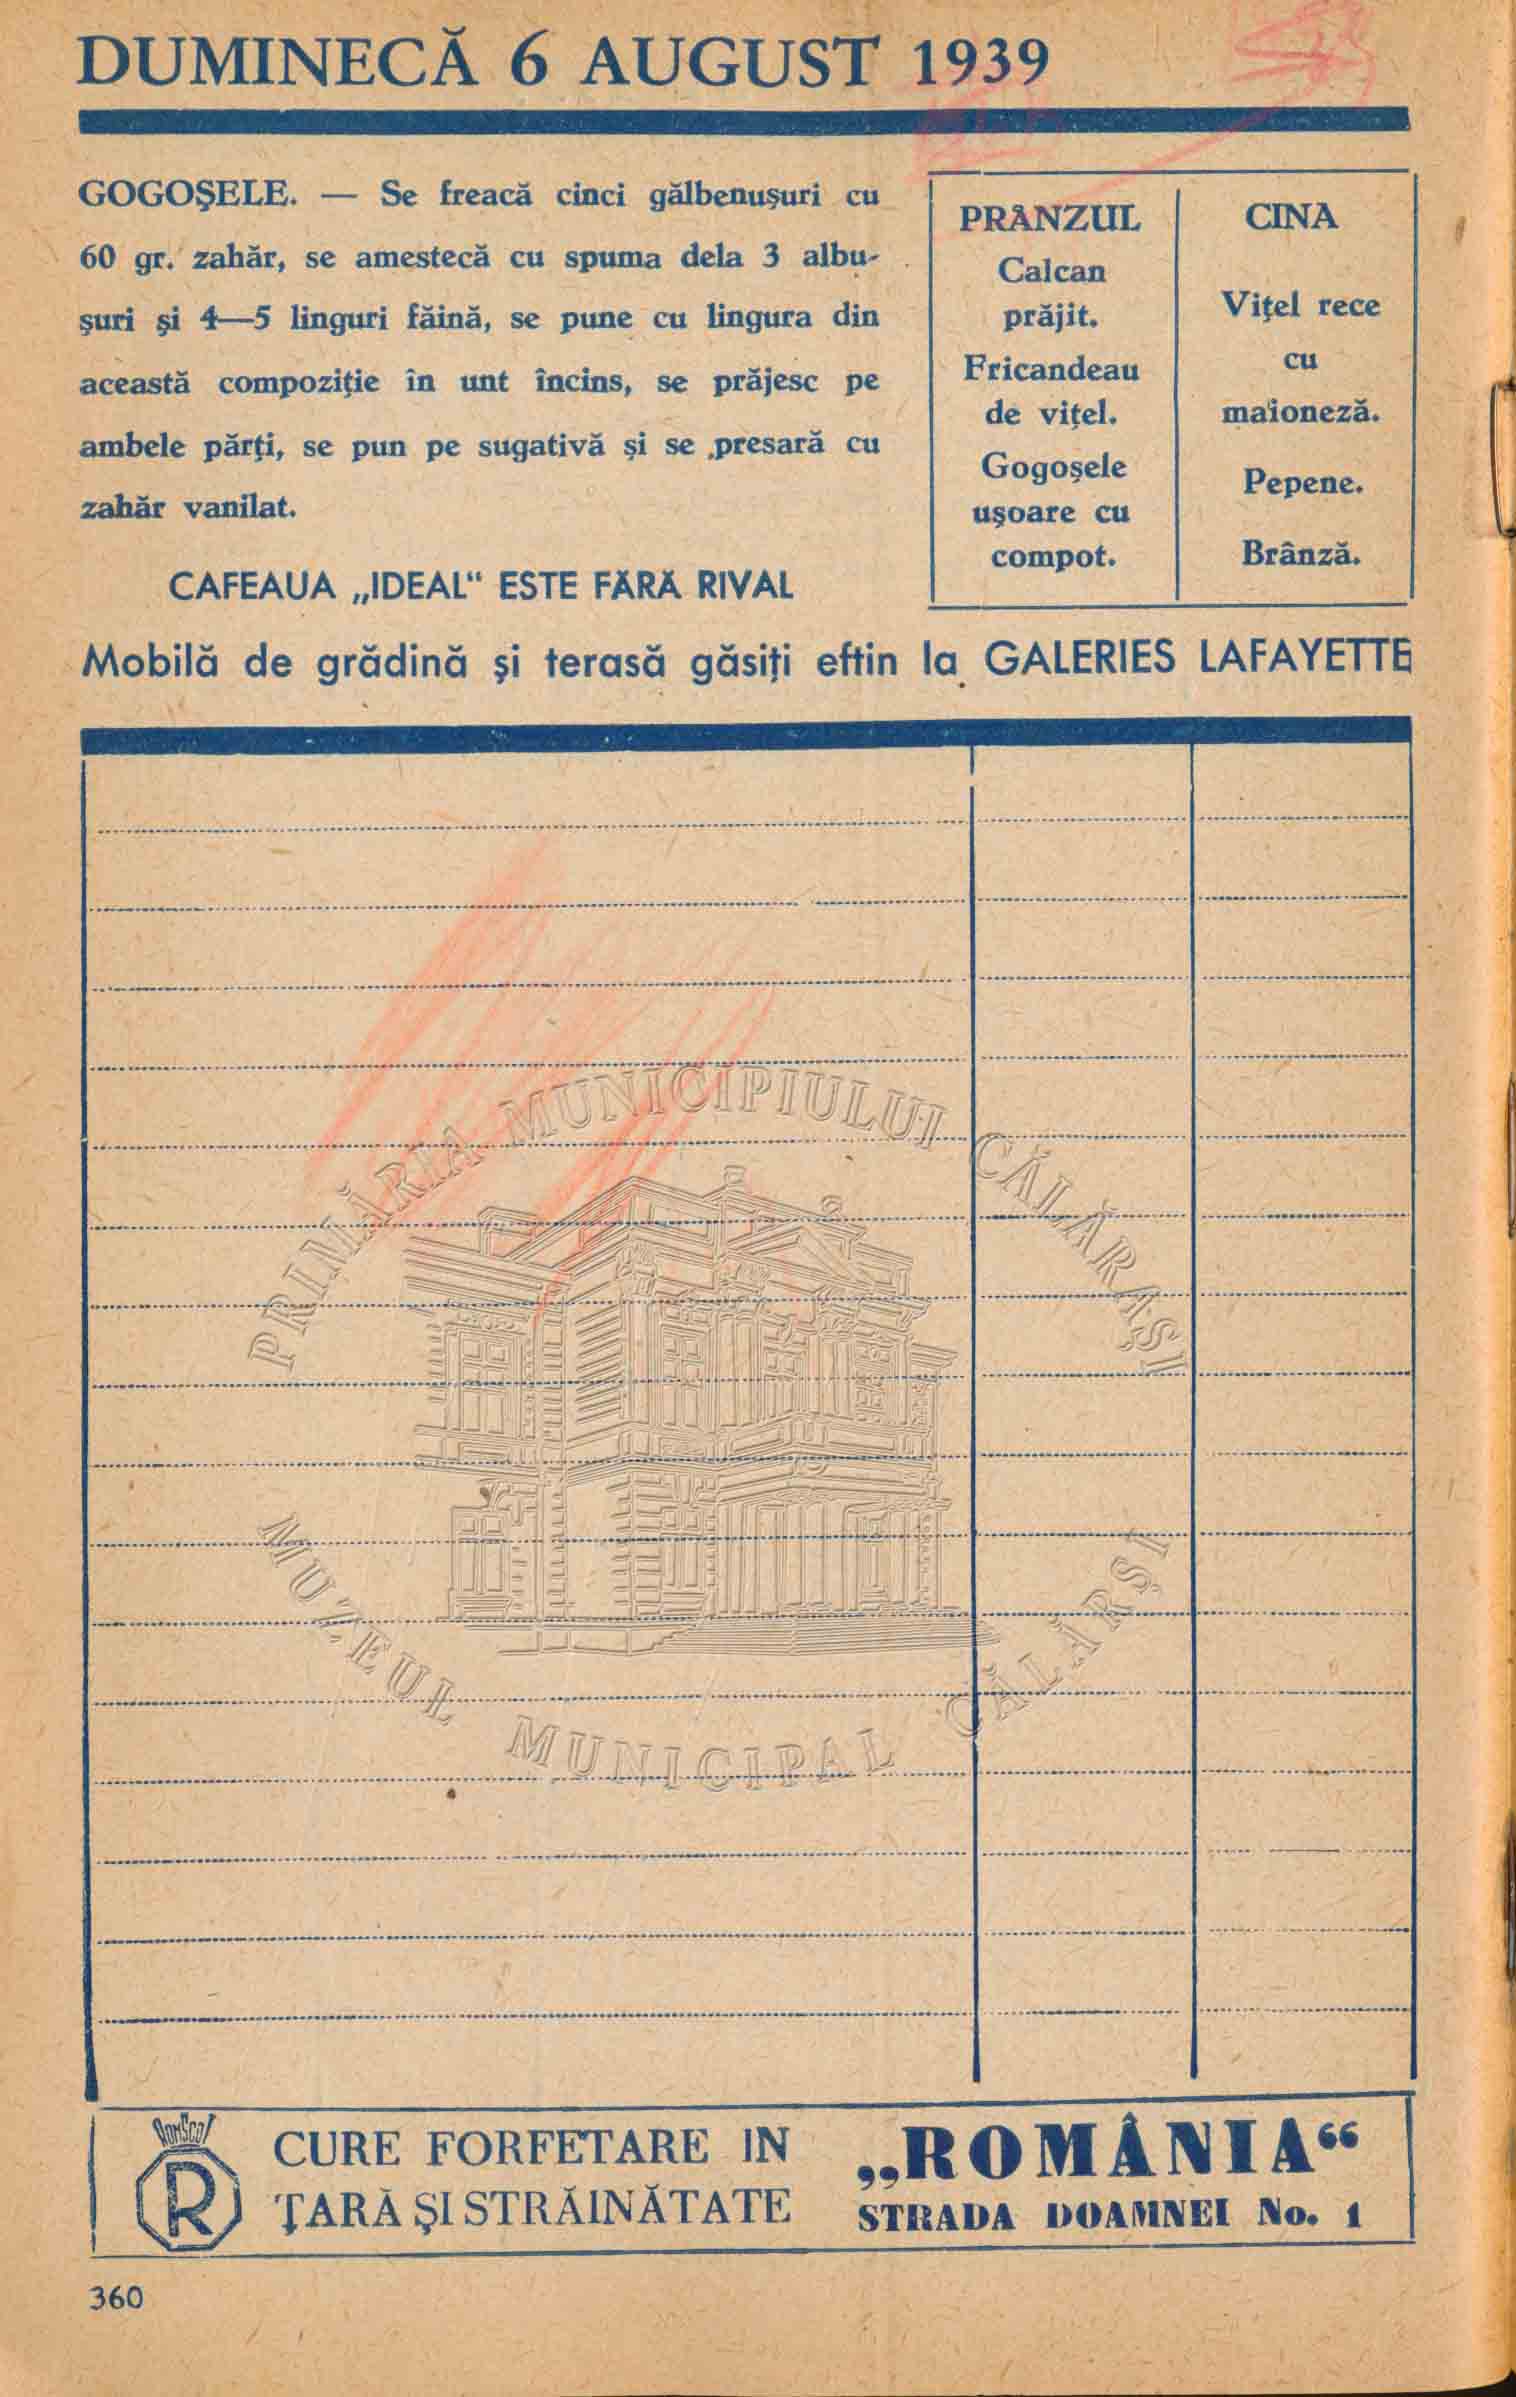 DUMINECĂ 6 AUGUST 1939
GOGOŞELE. — Se freacă cinci gălbenuşuri cu
60 gr. zahăr, se amestecă cu spuma dela 3 albu-
şuri şi 4—5 linguri făină, se pune cu lingura din
această compoziţie în unt încins, se prăjesc pe
ambele părţi, se pun pe sugativă şi se presară cu
zahăr vanilat.
CAFEAUA „IDEAL“ ESTE FĂRĂ RIVAL
PRÂNZUL
Calcan
prăjit.
Fricandeau
de viţel.
Gogoşele
uşoare cu
compot.
CINA
Viţel rece
cu
maioneză.
Pepene.
Brânză.
Mobilă de grădină şi terasă găsiţi eftin la GALERIES LAFAYETTE
PRIMĂRIA MUNICIPIULUI CĂLĂRAŞI
MUZEUL MUNICIPAL CĂLĂRŞI
ROMSCOT
R
CURE FORFETARE IN
ŢARĂ ŞI STRĂINĂTATE
„ROMÂNIA“
STRADA DOAMNEI No. 1
360